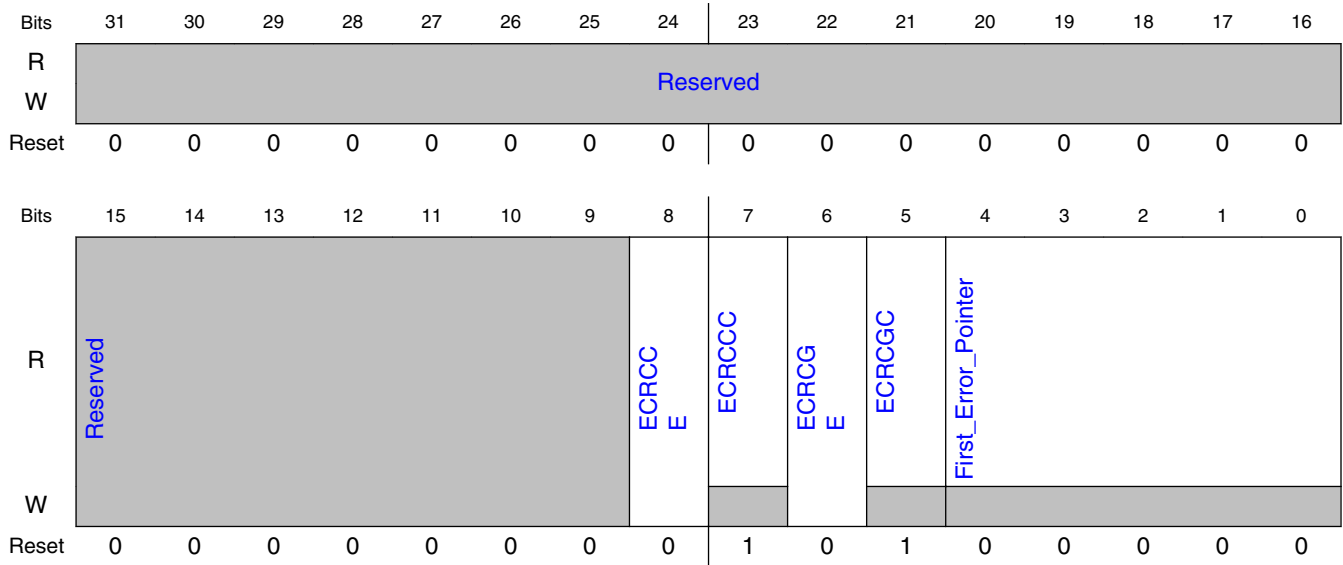 Bits 31 30 29 28 27 26 25 24 23 22 21 20 19 18 17 16
R
Reserved
W
Reset 0 0 0 0 0 0 0 0 0 0 0 0 0 0 0 0
Bits 15 14 13 12 11 10 9 8 7 6 5 4 3 2 1 0
R
Reserved
ECRCC
E
ECRCCC
ECRCG
E
ECRCGC
First_Error_Pointer
W
Reset 0 0 0 0 0 0 0 0 1 0 1 0 0 0 0 0